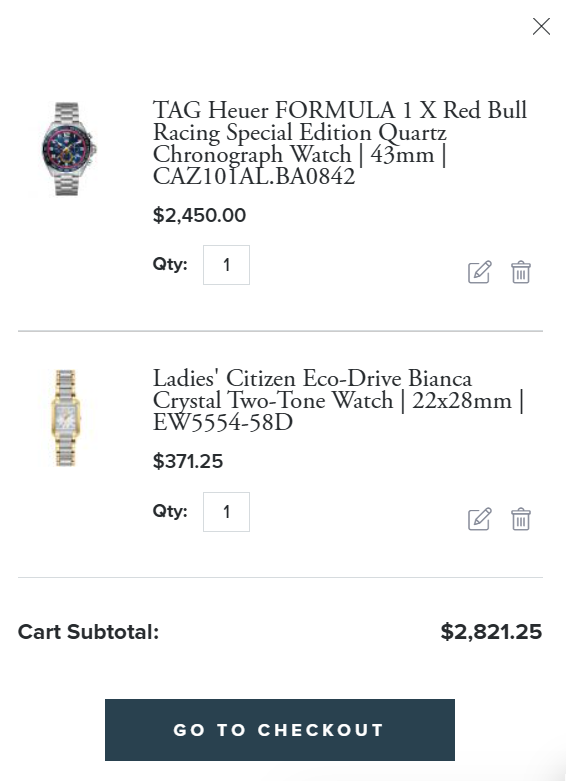 TAG Heuer FORMULA 1 X Red Bull
Racing Special Edition Quartz
Chronograph Watch | 43mm |
CAZ101AL.BA0842
$2,450.00
Qty: 1
Ladies' Citizen Eco-Drive Bianca
Crystal Two-Tone Watch | 22x28mm |
EW5554-58D
$371.25
Qty: 1
Cart Subtotal: $2,821.25
GO TO CHECKOUT